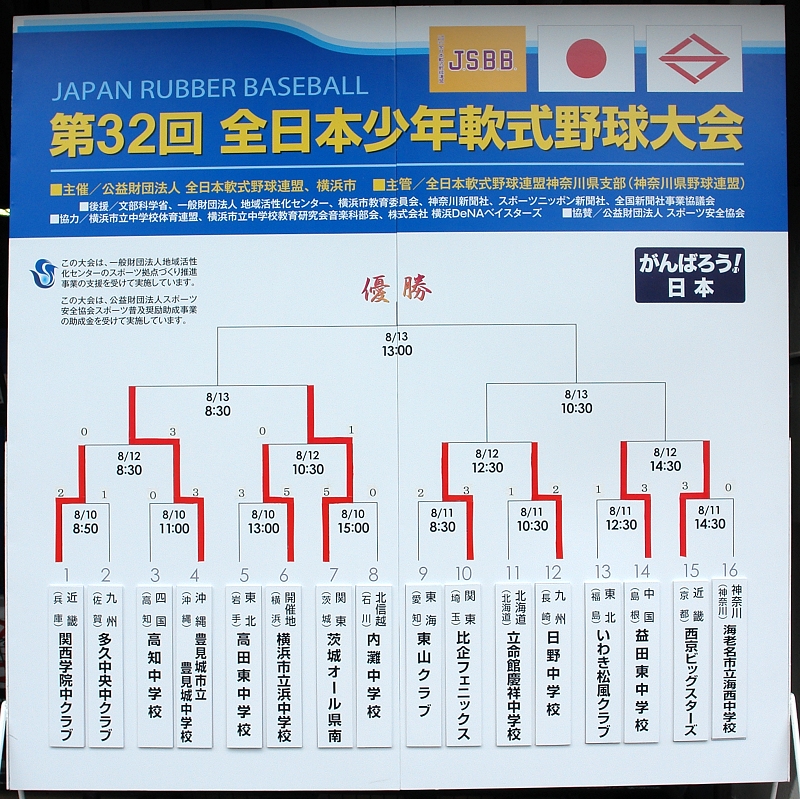 JSBB
JAPAN RUBBER BASEBALL
第32回 全日本少年軟式野球大会
■主催／公益財団法人 全日本軟式野球連盟、横浜市 ■主管／全日本軟式野球連盟神奈川県支部（神奈川県野球連盟）
■後援／文部科学省、一般財団法人 地域活性化センター、横浜市教育委員会、神奈川新聞社、スポーツニッポン新聞社、全国新聞社事業協議会
■協力／横浜市立中学校体育連盟、横浜市立中学校教育研究会音楽科部会、株式会社 横浜DeNAベイスターズ ■協賛／公益財団法人 スポーツ安全協会
この大会は、一般財団法人地域活性
化センターのスポーツ拠点づくり推進
事業の支援を受けて実施しています。
この大会は、公益財団法人スポーツ
安全協会スポーツ普及奨励助成事業
の助成金を受けて実施しています。
がんばろう!
日本
優勝
8/13
13:00
8/13
8:30
8/13
10:30
0 3 0 1
8/12
8:30
8/12
10:30
8/12
12:30
8/12
14:30
2 1 0 3 3 5 5 0 2 3 1 2 1 3 3 0
8/10
8:50
8/10
11:00
8/10
13:00
8/10
15:00
8/11
8:30
8/11
10:30
8/11
12:30
8/11
14:30
1 2 3 4 5 6 7 8 9 10 11 12 13 14 15 16
近畿
（兵庫）
関西学院中クラブ
九州
（佐賀）
多久中央中クラブ
四国
（高知）
高知中学校
沖縄
（沖縄）
豊見城市立
豊見城中学校
東北
（岩手）
高田東中学校
開催地
（横浜）
横浜市立浜中学校
関東
（茨城）
茨城オール県南
北信越
（石川）
内灘中学校
東海
（愛知）
東山クラブ
関東
（埼玉）
比企フェニックス
北海道
（北海道）
立命館慶祥中学校
九州
（長崎）
日野中学校
東北
（福島）
いわき松風クラブ
中国
（島根）
益田東中学校
近畿
（京都）
西京ビッグスターズ
神奈川
（神奈川）
海老名市立海西中学校